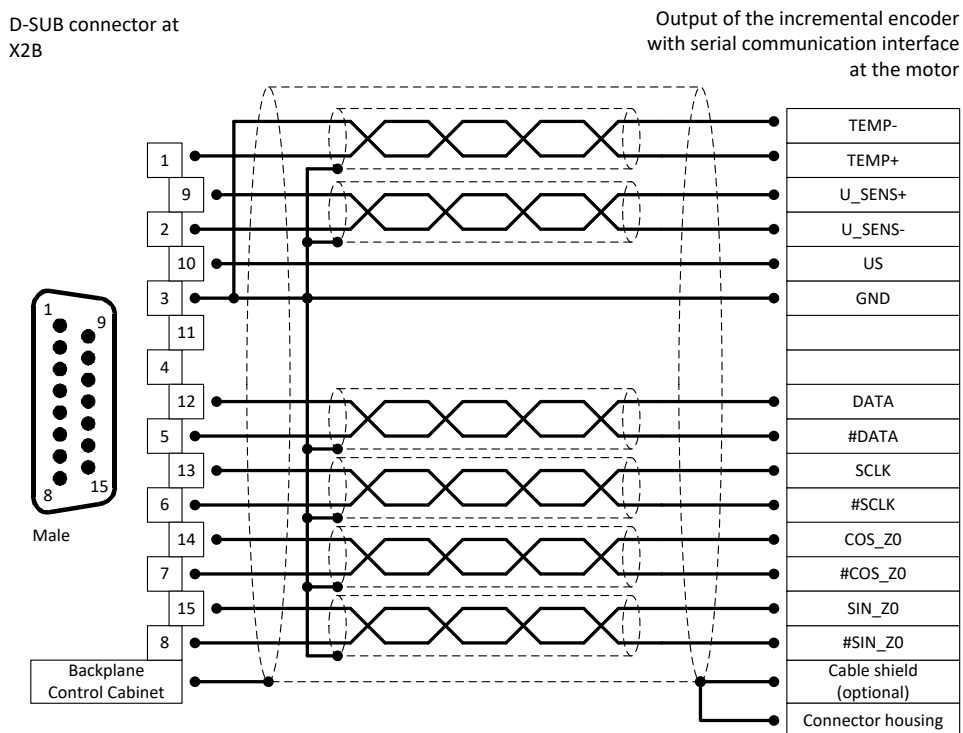 D-SUB connector at
X2B
Output of the incremental encoder
with serial communication interface
at the motor
TEMP-
1
TEMP+
9
U_SENS+
2
U_SENS-
10
US
3
GND
11
4
12
DATA
5
#DATA
13
SCLK
6
#SCLK
14
COS_Z0
7
#COS_Z0
15
SIN_Z0
8
#SIN_Z0
1
9
8
15
Male
Backplane
Control Cabinet
Cable shield
(optional)
Connector housing